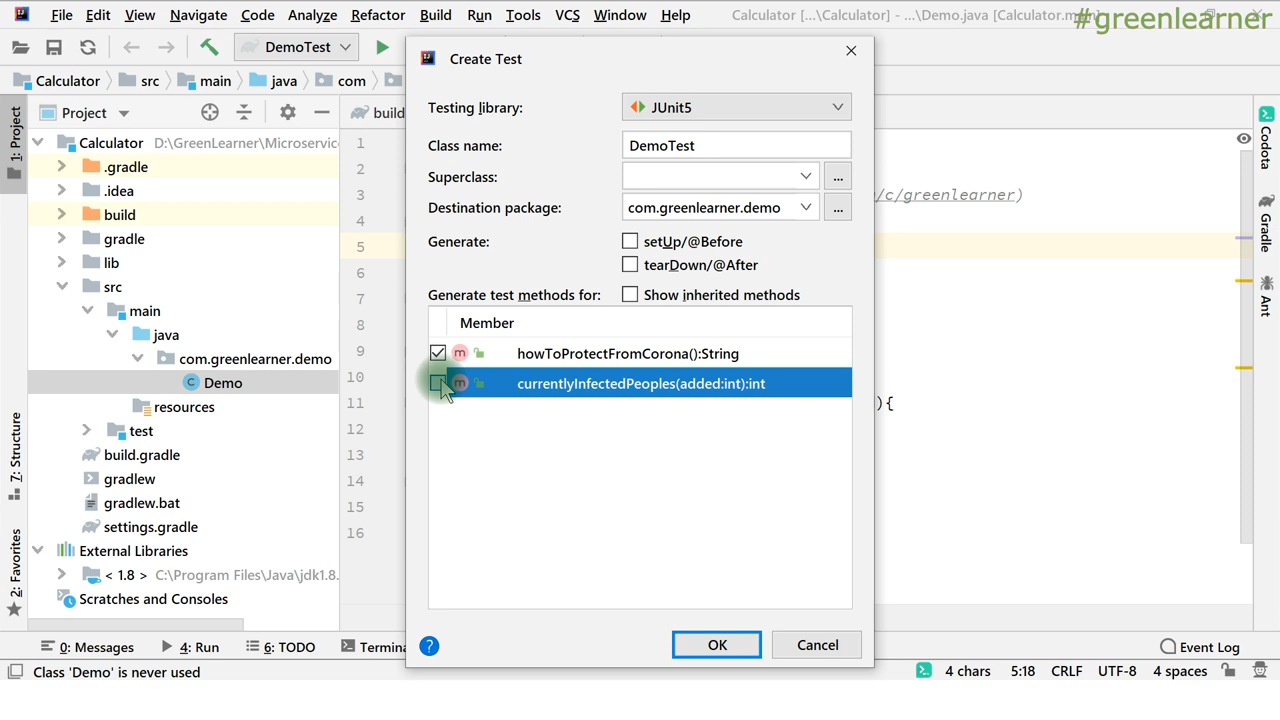 File Edit View Navigate Code Analyze Refactor Build Run Tools VCS Window Help Calculator [...\Calculator] - ...\Demo.java [Calculator.main]
#greenlearner
DemoTest
Calculator src main java com
Project
build
Create Test
Testing library: JUnit5
Class name: DemoTest
Superclass: ...
Destination package: com.greenlearner.demo ...
Generate: setUp/@Before
tearDown/@After
Generate test methods for: Show inherited methods
Member
howToProtectFromCorona():String
currentlyInfectedPeoples(added:int):int
OK Cancel
?
1: Project
7: Structure
2: Favorites
Calculator D:\GreenLearner\Microservic
.gradle
.idea
build
gradle
lib
src
main
java
com.greenlearner.demo
Demo
resources
test
build.gradle
gradlew
gradlew.bat
settings.gradle
External Libraries
< 1.8 > C:\Program Files\Java\jdk1.8.
Scratches and Consoles
1
2
3
4
5
6
7
8
9
10
11
12
13
14
15
16
/c/greenlearner)
){
Codota
Gradle
Ant
0: Messages 4: Run 6: TODO Termina Event Log
Class 'Demo' is never used 4 chars 5:18 CRLF UTF-8 4 spaces